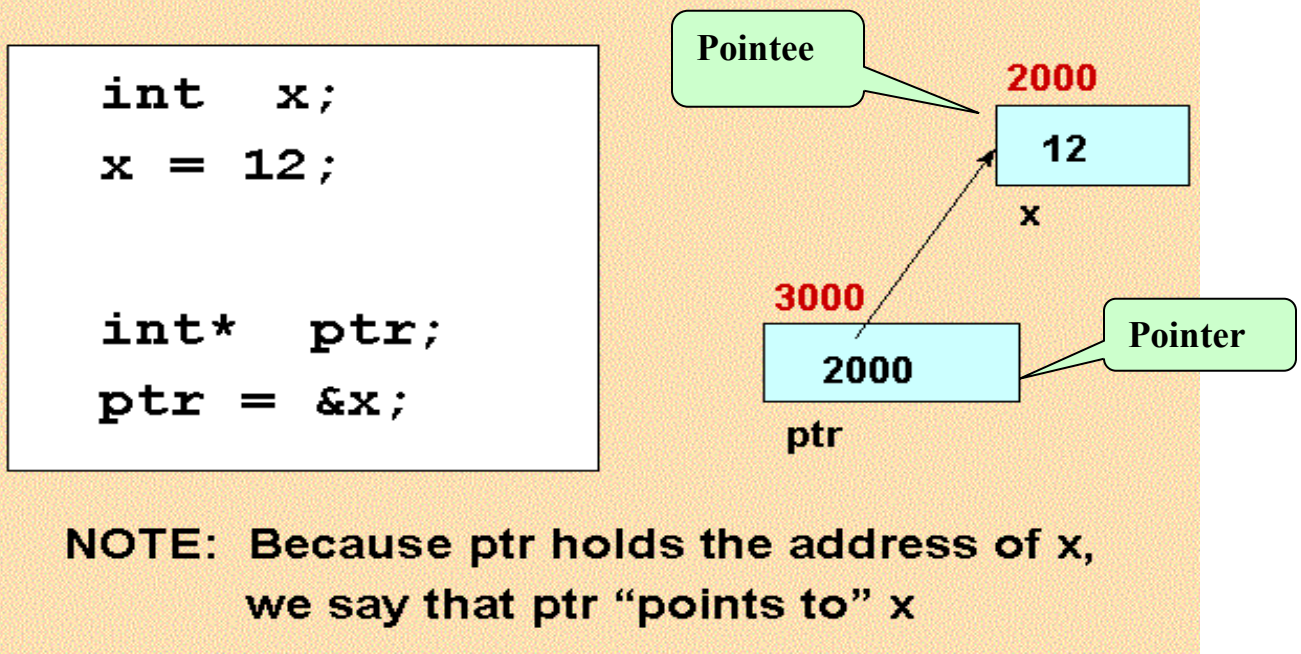 int  x;
x = 12;
int*  ptr;
ptr = &x;
Pointee
2000
12
x
3000
2000
ptr
Pointer
NOTE:  Because ptr holds the address of x,
we say that ptr “points to” x